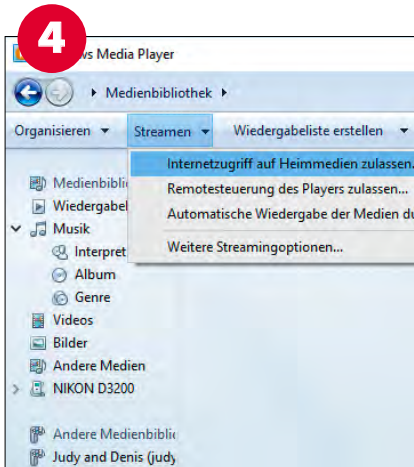 4
ws Media Player
Medienbibliothek
Organisieren Streamen Wiedergabeliste erstellen
Internetzugriff auf Heimmedien zulassen.
Remotesteuerung des Players zulassen...
Automatische Wiedergabe der Medien du
Weitere Streamingoptionen...
Medienbibli
Wiedergabel
Musik
Interpret
Album
Genre
Videos
Bilder
Andere Medien
NIKON D3200
Andere Medienbiblic
Judy and Denis (judy